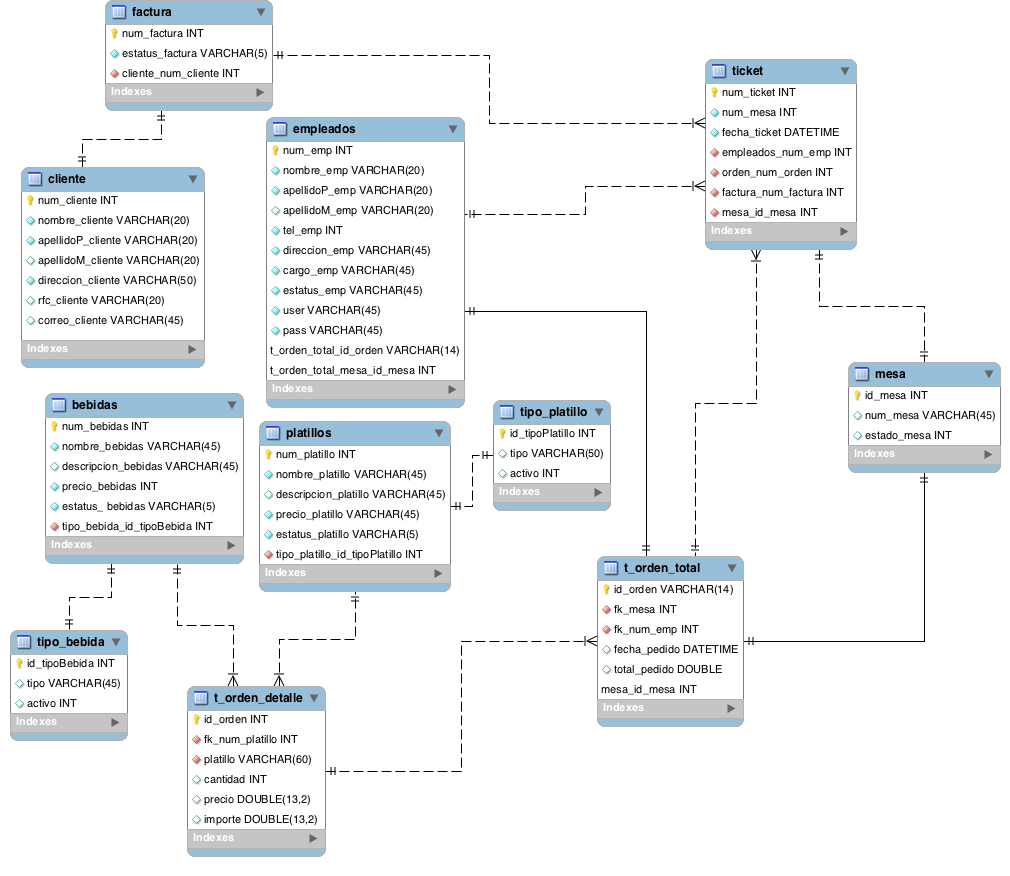 factura
num_factura INT
estatus_factura VARCHAR(5)
cliente_num_cliente INT
Indexes
ticket
num_ticket INT
num_mesa INT
fecha_ticket DATETIME
empleados_num_emp INT
orden_num_orden INT
factura_num_factura INT
mesa_id_mesa INT
Indexes
empleados
num_emp INT
nombre_emp VARCHAR(20)
apellidoP_emp VARCHAR(20)
apellidoM_emp VARCHAR(20)
tel_emp INT
direccion_emp VARCHAR(45)
cargo_emp VARCHAR(45)
estatus_emp VARCHAR(45)
user VARCHAR(45)
pass VARCHAR(45)
t_orden_total_id_orden VARCHAR(14)
t_orden_total_mesa_id_mesa INT
Indexes
cliente
num_cliente INT
nombre_cliente VARCHAR(20)
apellidoP_cliente VARCHAR(20)
apellidoM_cliente VARCHAR(20)
direccion_cliente VARCHAR(50)
rfc_cliente VARCHAR(20)
correo_cliente VARCHAR(45)
Indexes
mesa
id_mesa INT
num_mesa VARCHAR(45)
estado_mesa INT
Indexes
bebidas
num_bebidas INT
nombre_bebidas VARCHAR(45)
descripcion_bebidas VARCHAR(45)
precio_bebidas INT
estatus_ bebidas VARCHAR(5)
tipo_bebida_id_tipoBebida INT
Indexes
platillos
num_platillo INT
nombre_platillo VARCHAR(45)
descripcion_platillo VARCHAR(45)
precio_platillo VARCHAR(45)
estatus_platillo VARCHAR(5)
tipo_platillo_id_tipoPlatillo INT
Indexes
tipo_platillo
id_tipoPlatillo INT
tipo VARCHAR(50)
activo INT
Indexes
t_orden_total
id_orden VARCHAR(14)
fk_mesa INT
fk_num_emp INT
fecha_pedido DATETIME
total_pedido DOUBLE
mesa_id_mesa INT
Indexes
tipo_bebida
id_tipoBebida INT
tipo VARCHAR(45)
activo INT
Indexes
t_orden_detalle
id_orden INT
fk_num_platillo INT
platillo VARCHAR(60)
cantidad INT
precio DOUBLE(13,2)
importe DOUBLE(13,2)
Indexes